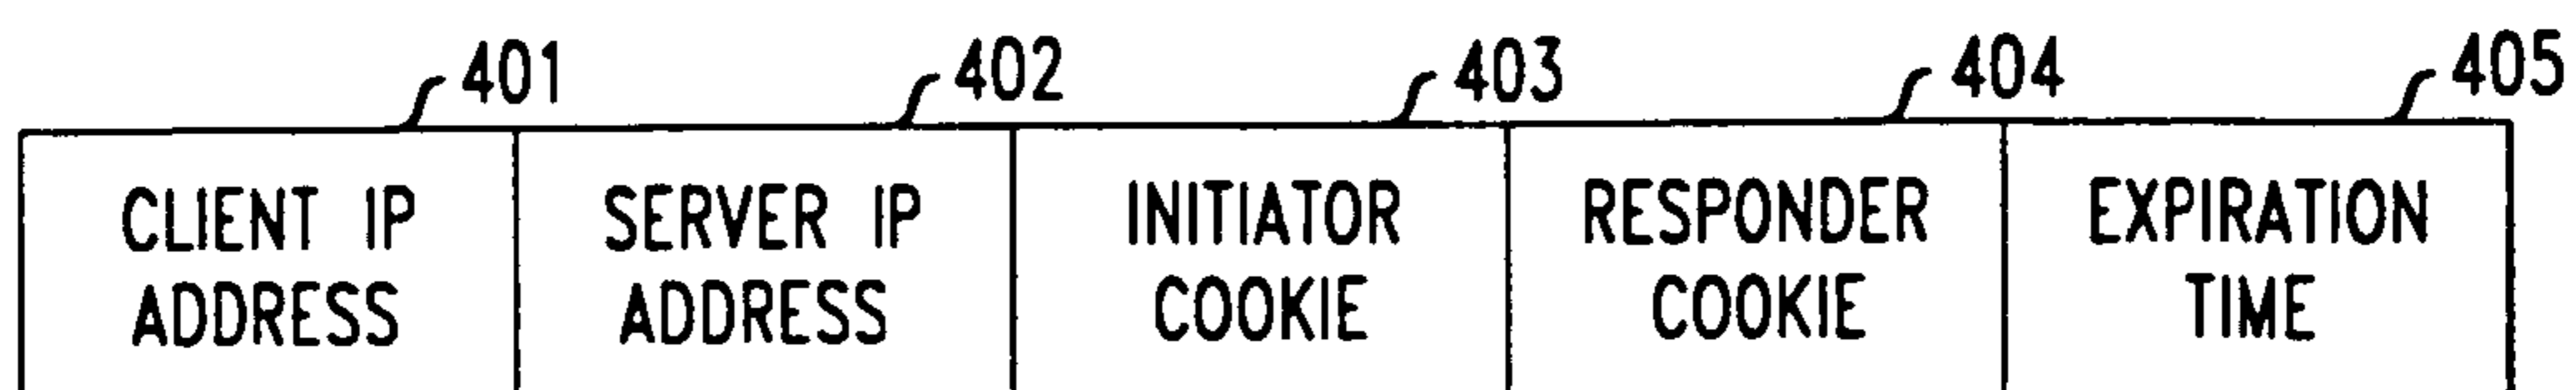 401 402 403 404 405
CLIENT IP SERVER IP INITIATOR RESPONDER EXPIRATION
ADDRESS ADDRESS COOKIE COOKIE TIME